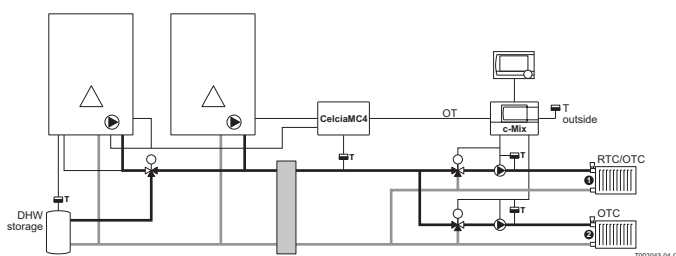 CelciaMC4
OT
c-Mix
T
outside
T
T
RTC/OTC
1
T
DHW
storage
T
OTC
2